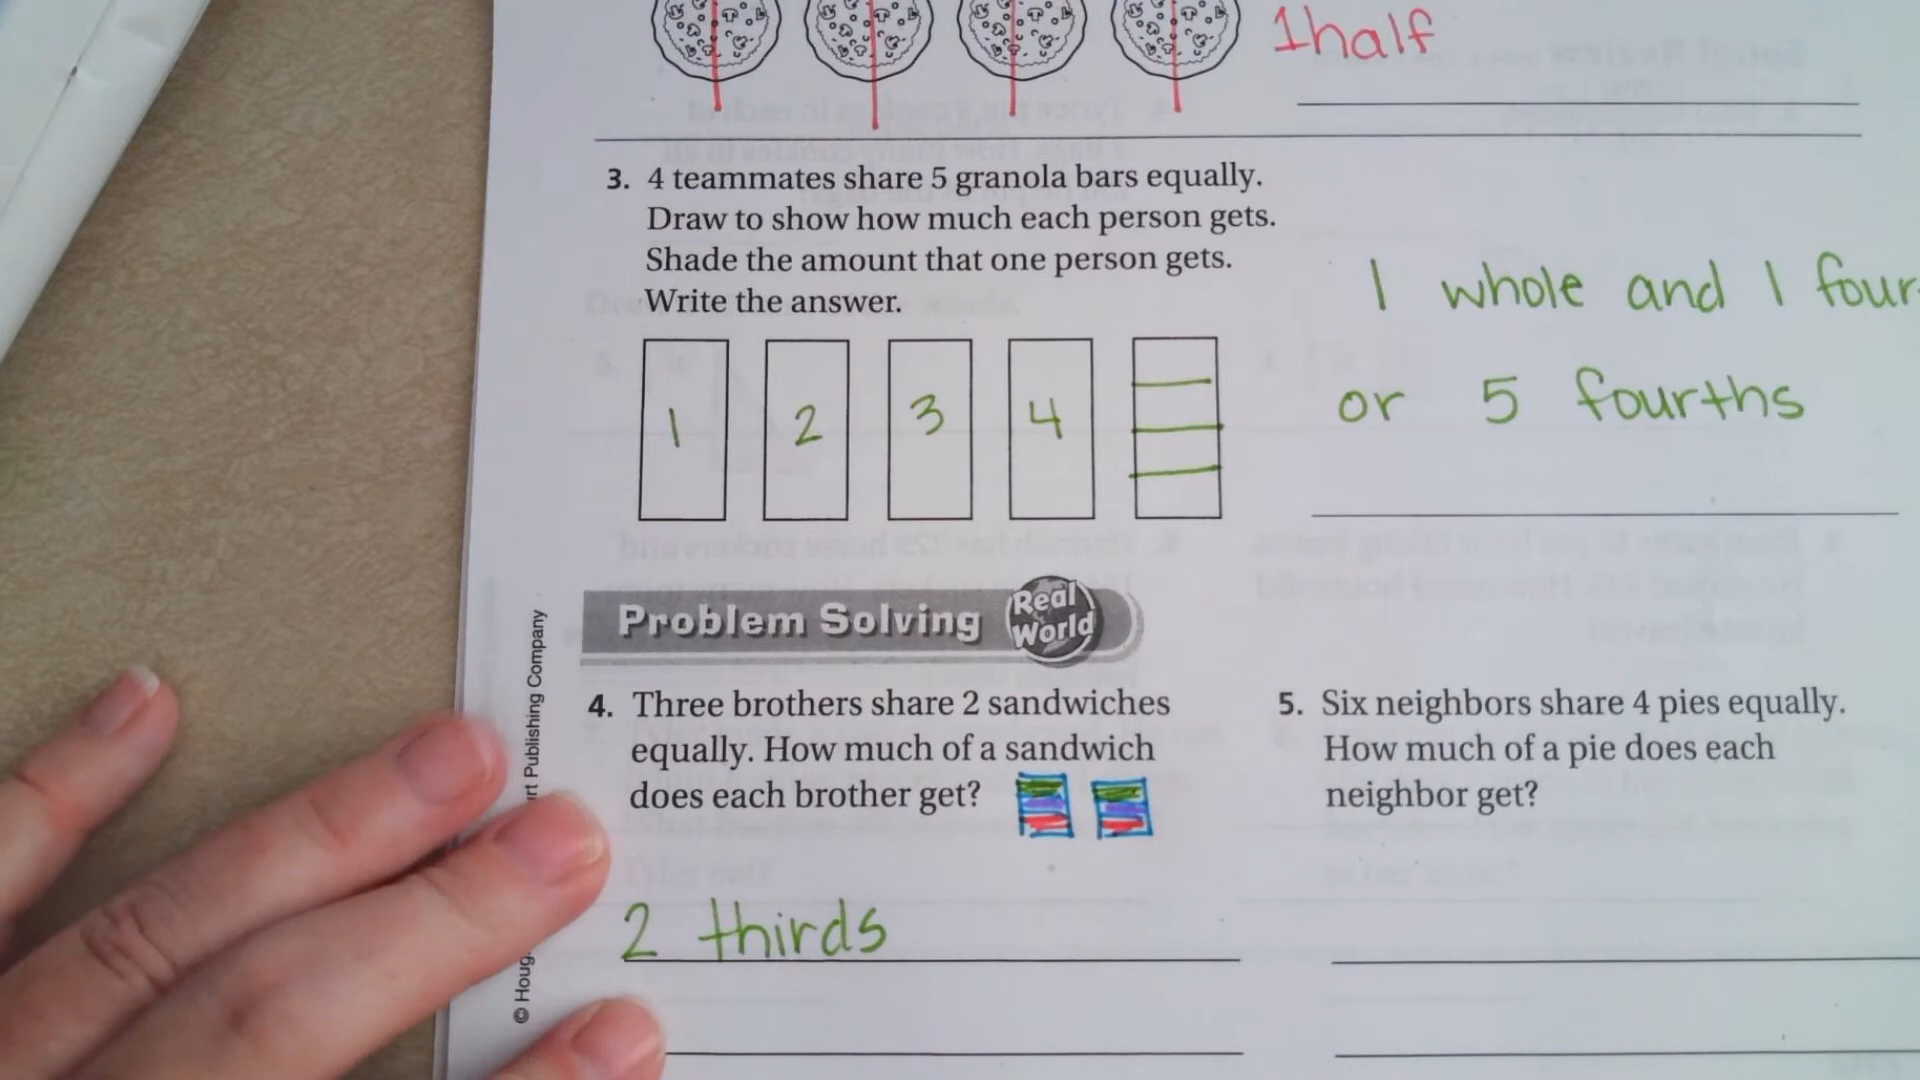 1half
3. 4 teammates share 5 granola bars equally.
Draw to show how much each person gets.
Shade the amount that one person gets.
Write the answer.
1 whole and 1 four
or 5 fourths
1 2 3 4
Problem Solving Real World
4. Three brothers share 2 sandwiches
equally. How much of a sandwich
does each brother get?
2 thirds
5. Six neighbors share 4 pies equally.
How much of a pie does each
neighbor get?
© Houg
rt Publishing Company